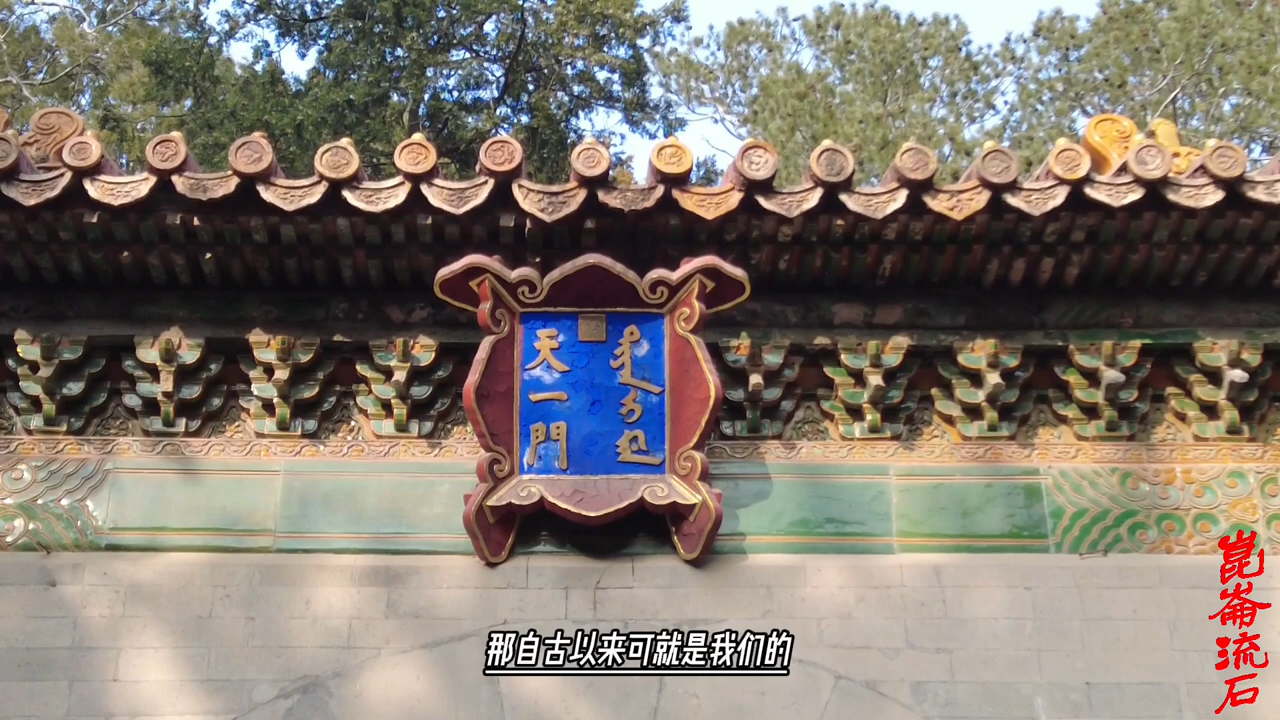 天一門
那自古以来可就是我们的
崑崙流石